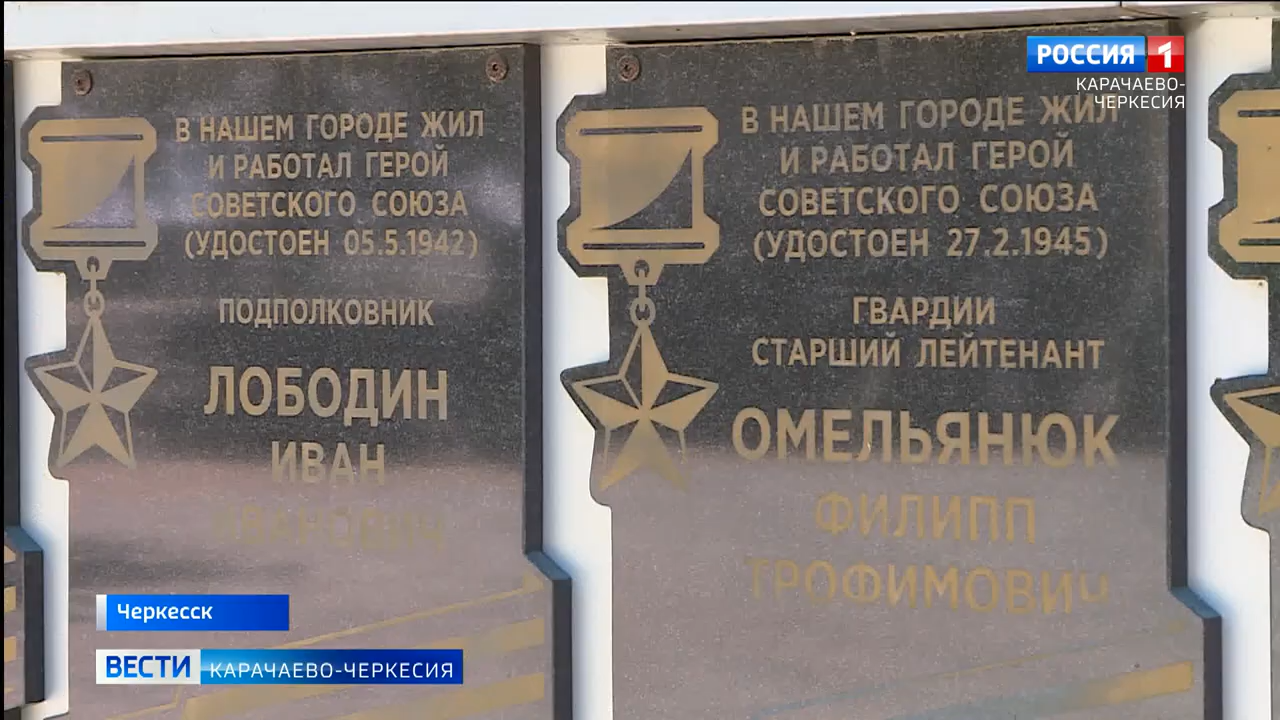 В НАШЕМ ГОРОДЕ ЖИЛ
И РАБОТАЛ ГЕРОЙ
СОВЕТСКОГО СОЮЗА
(УДОСТОЕН 05.5.1942)
ПОДПОЛКОВНИК
ЛОБОДИН
ИВАН
ИВАНОВИЧ
В НАШЕМ ГОРОДЕ ЖИЛ
И РАБОТАЛ ГЕРОЙ
СОВЕТСКОГО СОЮЗА
(УДОСТОЕН 27.2.1945)
ГВАРДИИ
СТАРШИЙ ЛЕЙТЕНАНТ
ОМЕЛЬЯНЮК
ФИЛИПП
ТРОФИМОВИЧ
РОССИЯ 1
КАРАЧАЕВО-
ЧЕРКЕСИЯ
Черкесск
ВЕСТИ КАРАЧАЕВО-ЧЕРКЕСИЯ